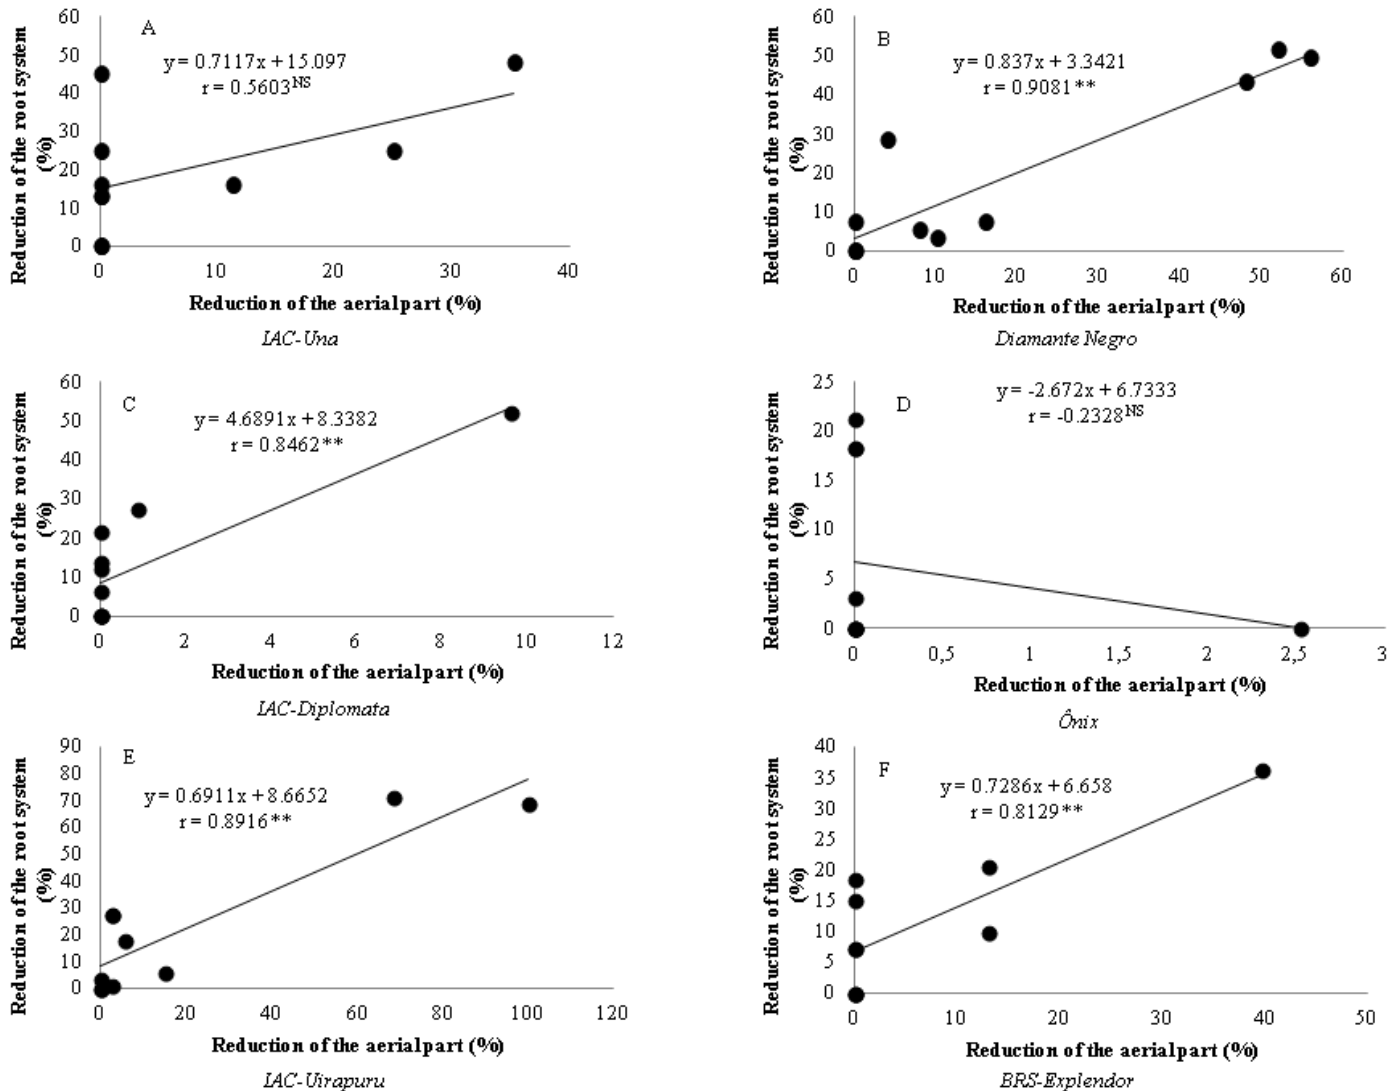 A
y = 0.7117x + 15.097
r = 0.5603^NS
Reduction of the root system
(%)
60
50
40
30
20
10
0
0 10 20 30 40
Reduction of the aerialpart (%)
IAC-Una
B
y = 0.837x + 3.3421
r = 0.9081 **
Reduction of the root system
(%)
60
50
40
30
20
10
0
0 10 20 30 40 50 60
Reduction of the aerialpart (%)
Diamante Negro
C
y = 4.6891x + 8.3382
r = 0.8462 **
Reduction of the root system
(%)
60
50
40
30
20
10
0
0 2 4 6 8 10 12
Reduction of the aerialpart (%)
IAC-Diplomata
D
y = -2.672x + 6.7333
r = -0.2328^NS
Reduction of the root system
(%)
25
20
15
10
5
0
0 0,5 1 1,5 2 2,5 3
Reduction of the aerialpart (%)
Ônix
E
y = 0.6911x + 8.6652
r = 0.8916 **
Reduction of the root system
(%)
90
80
70
60
50
40
30
20
10
0
0 20 40 60 80 100 120
Reduction of the aerialpart (%)
IAC-Uirapuru
F
y = 0.7286x + 6.658
r = 0.8129 **
Reduction of the root system
(%)
40
35
30
25
20
15
10
5
0
0 10 20 30 40 50
Reduction of the aerialpart (%)
BRS-Explendor